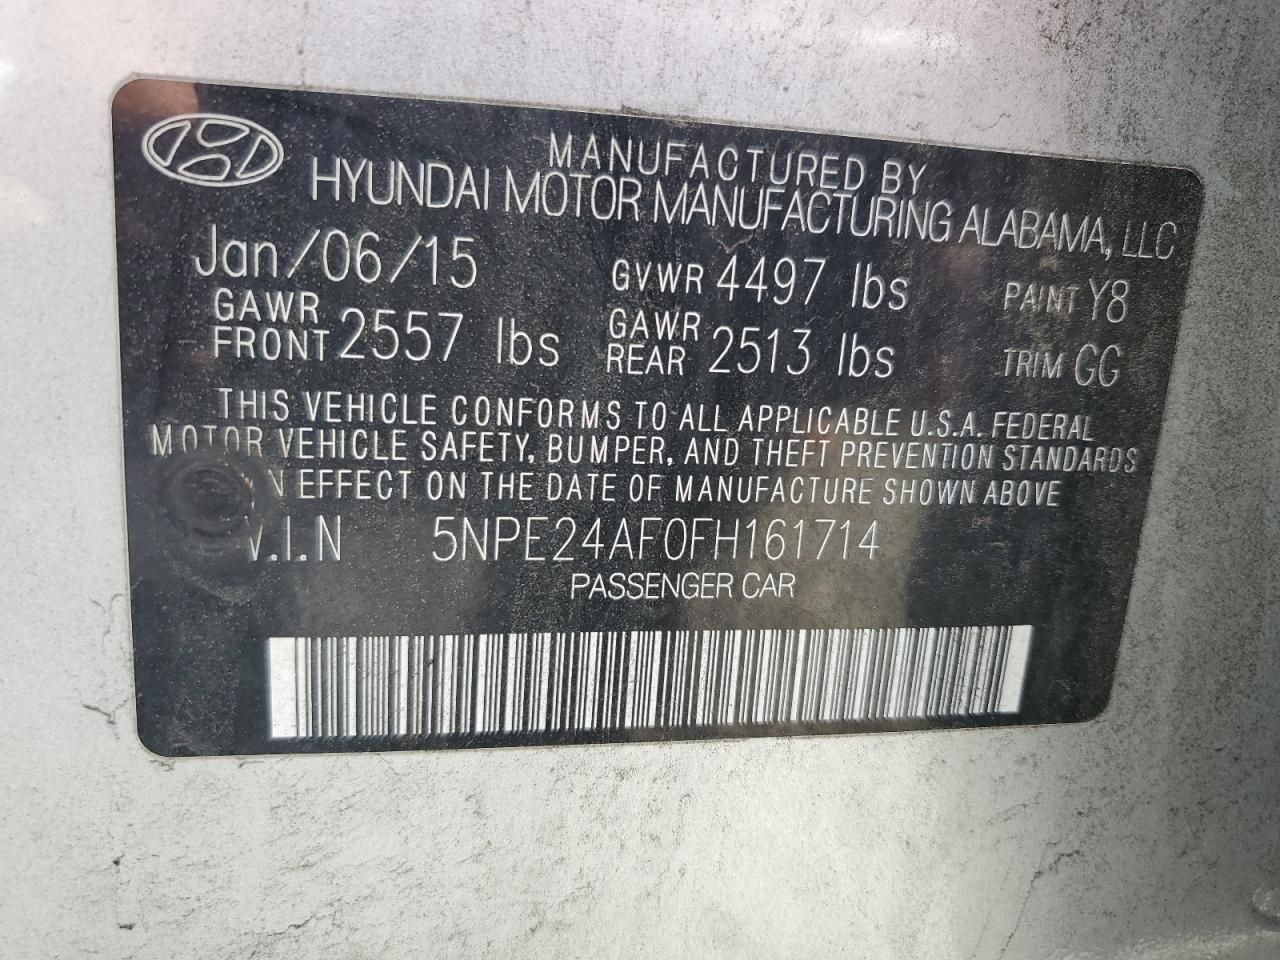 MANUFACTURED BY
HYUNDAI MOTOR MANUFACTURING ALABAMA, LLC
Jan/06/15 GVWR 4497 lbs PAINT Y8
GAWR FRONT 2557 lbs GAWR REAR 2513 lbs TRIM GG
THIS VEHICLE CONFORMS TO ALL APPLICABLE U.S.A. FEDERAL
MOTOR VEHICLE SAFETY, BUMPER, AND THEFT PREVENTION STANDARDS
N EFFECT ON THE DATE OF MANUFACTURE SHOWN ABOVE
V.I.N 5NPE24AF0FH161714
PASSENGER CAR